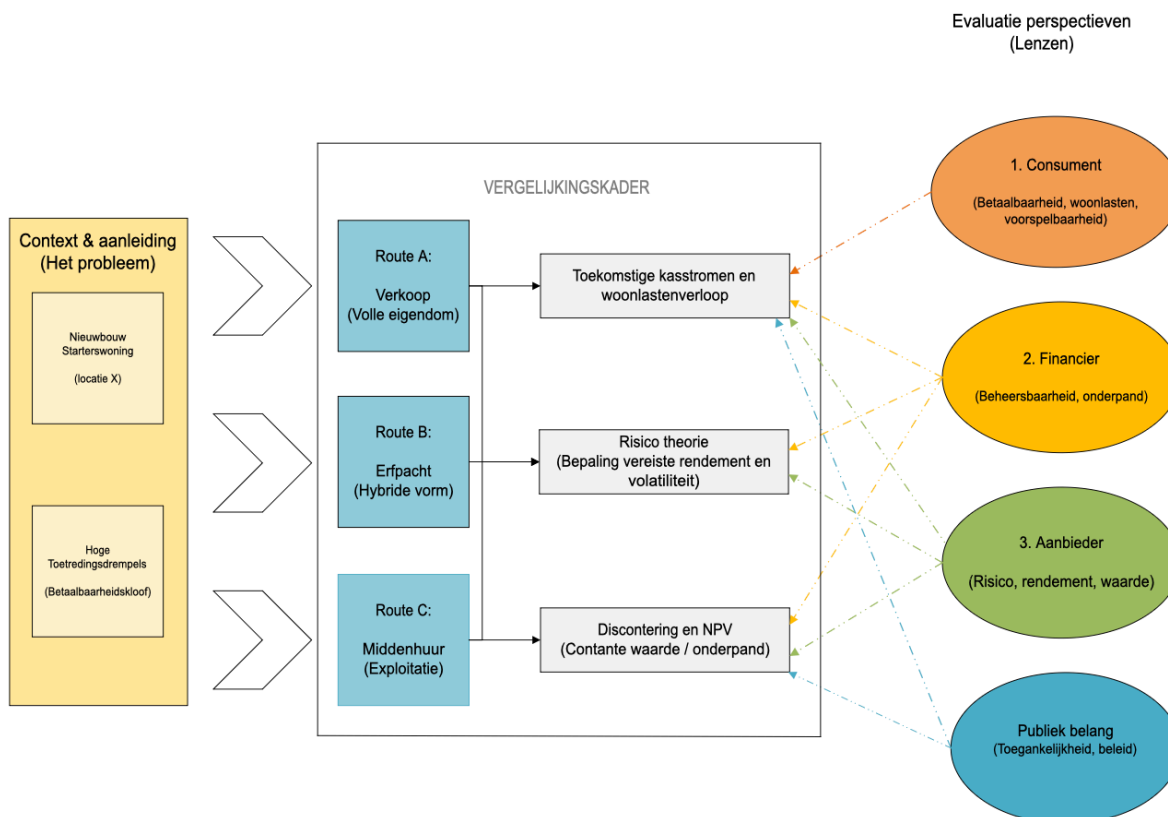 Evaluatie perspectieven
(Lenzen)
VERGELIJKINGSKADER
Context & aanleiding
(Het probleem)
Nieuwbouw
Starterswoning
(locatie X)
Hoge
Toetredingsdrempels
(Betaalbaarheidskloof)
Route A:
Verkoop
(Volle eigendom)
Route B:
Erfpacht
(Hybride vorm)
Route C:
Middenhuur
(Exploitatie)
Toekomstige kasstromen en
woonlastenverloop
Risico theorie
(Bepaling vereiste rendement en
volatiliteit)
Discontering en NPV
(Contante waarde / onderpand)
1. Consument
(Betaalbaarheid, woonlasten,
voorspelbaarheid)
2. Financier
(Beheersbaarheid, onderpand)
3. Aanbieder
(Risico, rendement, waarde)
Publiek belang
(Toegankelijkheid, beleid)